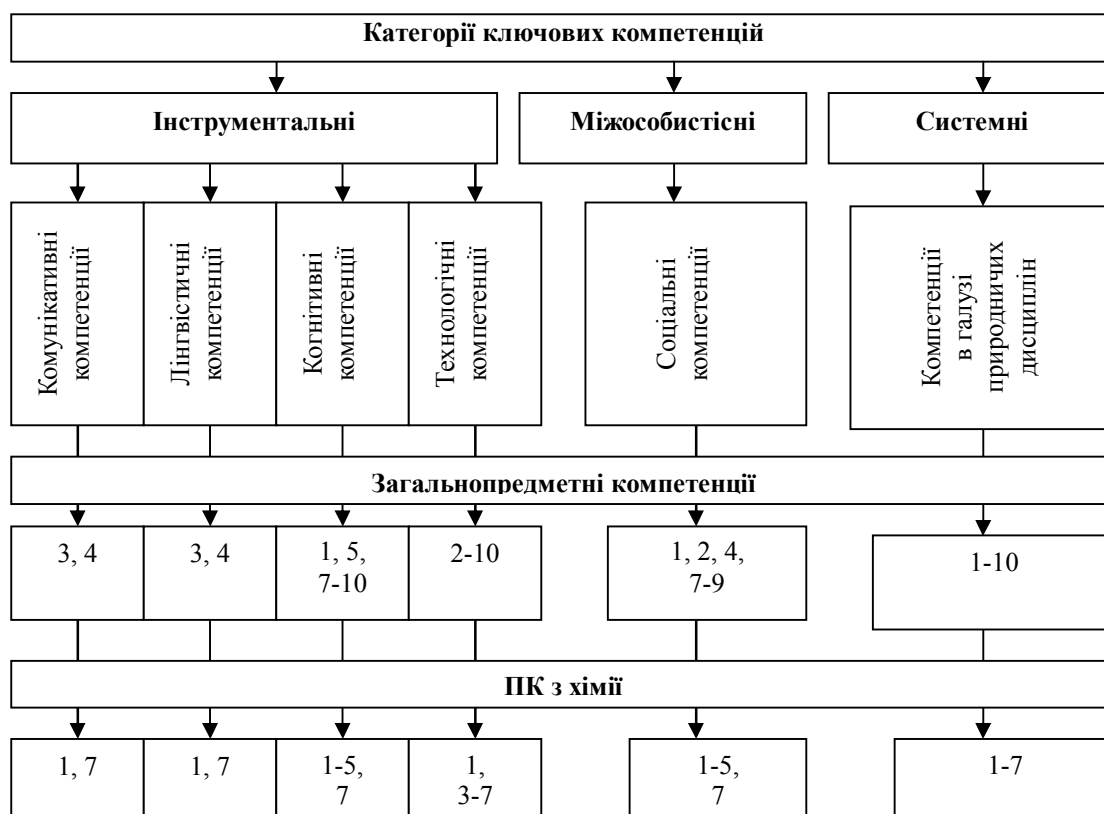 Категорії ключових компетенцій
Інструментальні
Міжособистісні
Системні
Комунікативні
компетенції
Лінгвістичні
компетенції
Когнітивні
компетенції
Технологічні
компетенції
Соціальні
компетенції
Компетенції
в галузі
природничих
дисциплін
Загальнопредметні компетенції
3, 4
3, 4
1, 5,
7-10
2-10
1, 2, 4,
7-9
1-10
ПК з хімії
1, 7
1, 7
1-5,
7
1,
3-7
1-5,
7
1-7